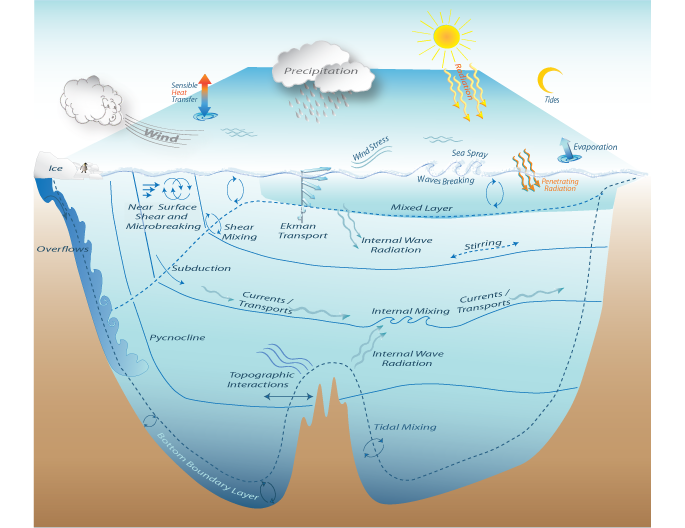 Precipitation
Radiation
Sensible
Heat
Transfer
Tides
Wind
Wind Stress
Sea Spray
Evaporation
Ice
Waves Breaking
Penetrating
Radiation
Near Surface
Shear and
Microbreaking
Mixed Layer
Shear
Mixing
Ekman
Transport
Internal Wave
Radiation
Stirring
Overflows
Subduction
Currents /
Transports
Internal Mixing
Currents /
Transports
Pycnocline
Internal Wave
Radiation
Topographic
Interactions
Tidal Mixing
Bottom Boundary Layer